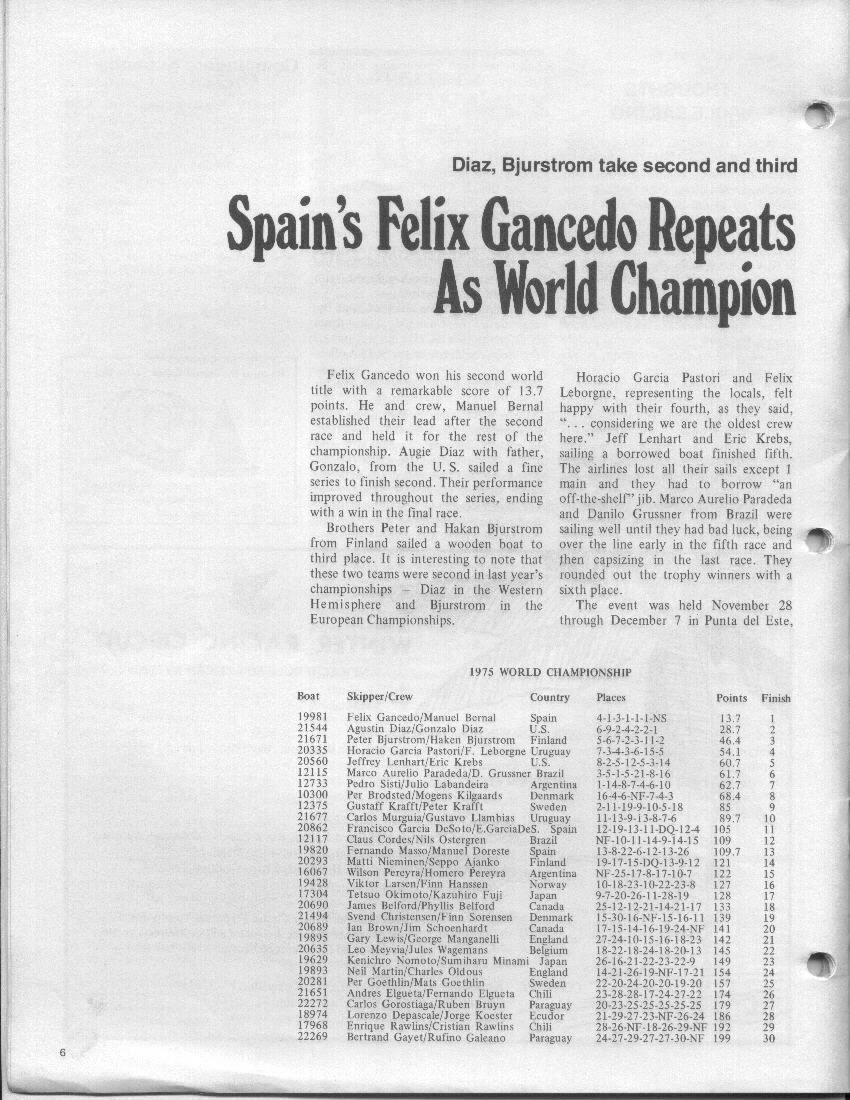 Diaz, Bjurstrom take second and third
Spain's Felix Gancedo Repeats
As World Champion
Felix Gancedo won his second world
title with a remarkable score of 13.7
points. He and crew, Manuel Bernal
established their lead after the second
race and held it for the rest of the
championship. Augie Diaz with father,
Gonzalo, from the U.S. sailed a fine
series to finish second. Their performance
improved throughout the series, ending
with a win in the final race.
Brothers Peter and Hakan Bjurstrom
from Finland sailed a wooden boat to
third place. It is interesting to note that
these two teams were second in last year's
championships – Diaz in the Western
Hemisphere and Bjurstrom in the
European Championships.
Horacio Garcia Pastori and Felix
Leborgne, representing the locals, felt
happy with their fourth, as they said,
“. . . considering we are the oldest crew
here.” Jeff Lenhart and Eric Krebs,
sailing a borrowed boat finished fifth.
The airlines lost all their sails except 1
main and they had to borrow “an
off-the-shelf” jib. Marco Aurelio Paradeda
and Danilo Grussner from Brazil were
sailing well until they had bad luck, being
over the line early in the fifth race and
then capsizing in the last race. They
rounded out the trophy winners with a
sixth place.
The event was held November 28
through December 7 in Punta del Este,
1975 WORLD CHAMPIONSHIP
Boat Skipper/Crew Country Places Points Finish
19981 Felix Gancedo/Manuel Bernal Spain 4-1-3-1-1-1-NS 13.7 1
21544 Agustin Diaz/Gonzalo Diaz U.S. 6-9-2-4-2-2-1 28.7 2
21671 Peter Bjurstrom/Haken Bjurstrom Finland 5-6-7-2-3-11-2 46.4 3
20335 Horacio Garcia Pastori/F. Leborgne Uruguay 7-3-4-3-6-15-5 54.1 4
20560 Jeffrey Lenhart/Eric Krebs U.S. 8-2-5-12-5-3-14 60.7 5
12115 Marco Aurelio Paradeda/D. Grussner Brazil 3-5-1-5-21-8-16 61.7 6
12733 Pedro Sisti/Julio Labandeira Argentina 1-14-8-7-4-6-10 62.7 7
10300 Per Brodsted/Mogens Kilgaards Denmark 16-4-6-NF-7-4-3 68.4 8
12375 Gustaff Krafft/Peter Krafft Sweden 2-11-19-9-10-5-18 85 9
21677 Carlos Murguia/Gustavo Llambias Uruguay 11-13-9-13-8-7-6 89.7 10
20862 Francisco Garcia DeSoto/E.GarciaDeS. Spain 12-19-13-11-DQ-12-4 105 11
12117 Claus Cordes/Nils Ostergren Brazil NF-10-11-14-9-14-15 109 12
19820 Fernando Masso/Manuel Doreste Spain 13-8-22-6-12-13-26 109.7 13
20293 Matti Nieminen/Seppo Ajanko Finland 19-17-15-DQ-13-9-12 121 14
16067 Wilson Pereyra/Homero Pereyra Argentina NF-25-17-8-17-10-7 122 15
19428 Viktor Larsen/Finn Hanssen Norway 10-18-23-10-22-23-8 127 16
17304 Tetsuo Okimoto/Kazuhiro Fuji Japan 9-7-20-26-11-28-19 128 17
20690 James Belford/Phyllis Belford Canada 25-12-12-21-14-21-17 133 18
21494 Svend Christensen/Finn Sorensen Denmark 15-30-16-NF-15-16-11 139 19
20689 Ian Brown/Jim Schoenhardt Canada 17-15-14-16-19-24-NF 141 20
19895 Gary Lewis/George Manganelli England 27-24-10-15-16-18-23 142 21
20635 Leo Meyvia/Jules Wagemans Belgium 18-22-18-24-18-20-13 145 22
19629 Kenichro Nomoto/Sumiharu Minami Japan 26-16-21-22-23-22-9 149 23
19893 Neil Martin/Charles Oldous England 14-21-26-19-NF-17-21 154 24
20281 Per Goethlin/Mats Goethlin Sweden 22-20-24-20-20-19-20 157 25
21651 Andres Elgueta/Fernando Elgueta Chili 23-28-28-17-24-27-22 174 26
22272 Carlos Gorostiaga/Ruben Bruyn Paraguay 20-23-25-25-25-25-25 179 27
18974 Lorenzo Depascale/Jorge Koester Ecudor 21-29-27-23-NF-26-24 186 28
17968 Enrique Rawlins/Cristian Rawlins Chili 28-26-NF-18-26-29-NF 192 29
22269 Bertrand Gayet/Rufino Galeano Paraguay 24-27-29-27-27-30-NF 199 30
6